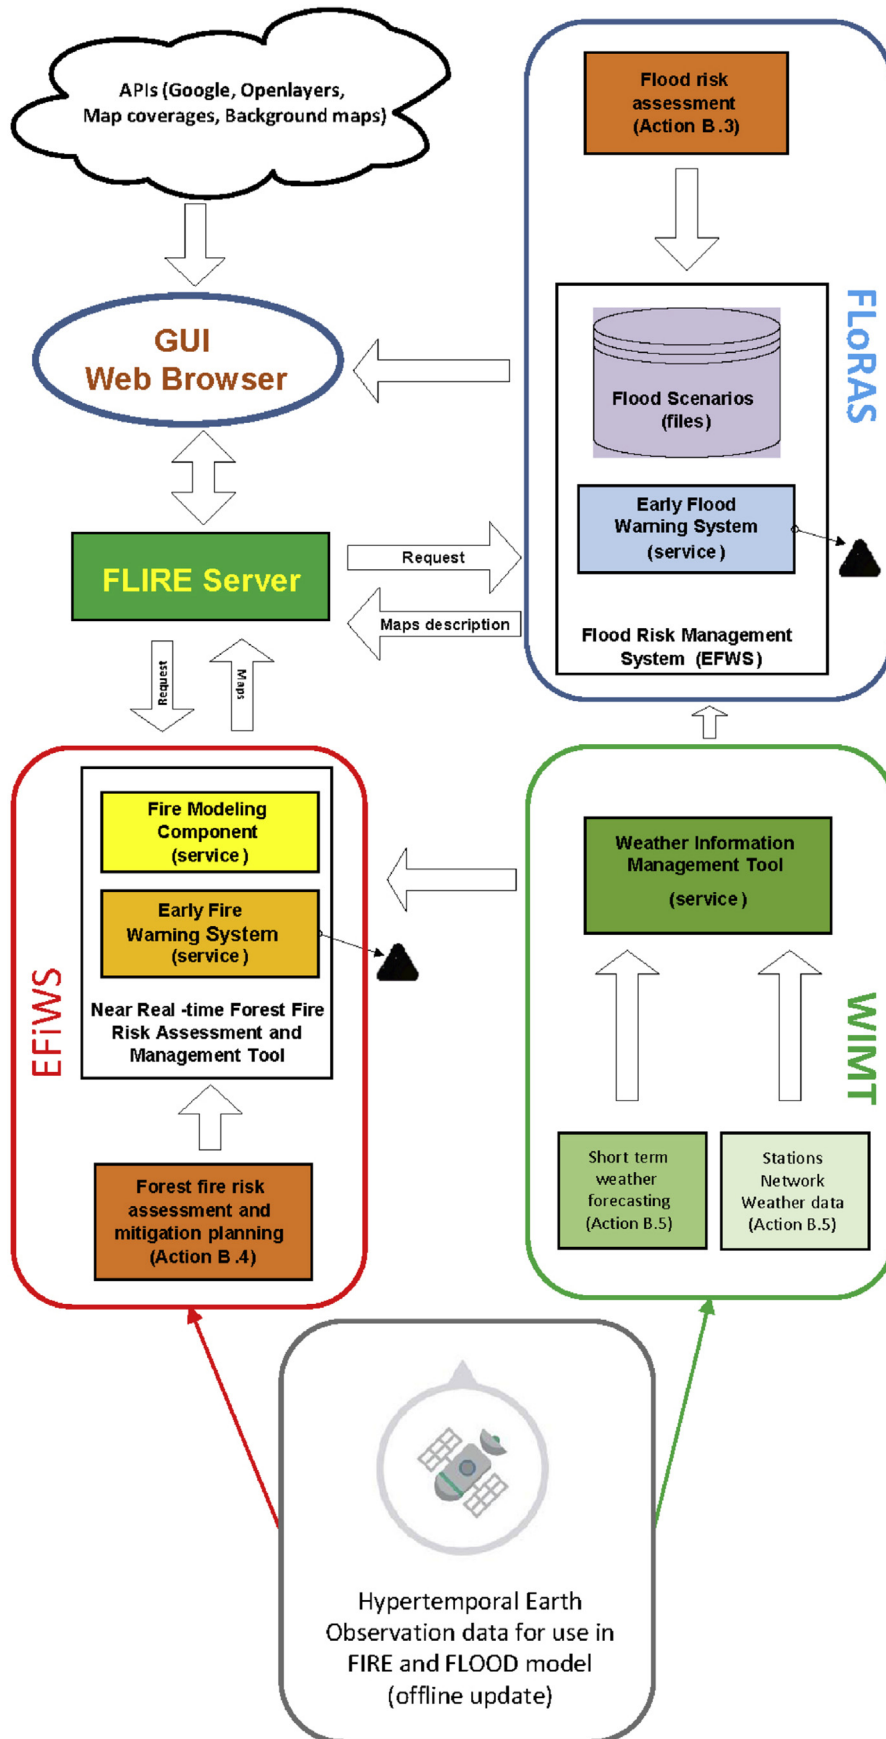 APIs (Google, Openlayers,
Map coverages, Background maps)
GUI
Web Browser
FLIRE Server
Request
Maps description
Request
Maps
Flood risk
assessment
(Action B.3)
Flood Scenarios
(files)
Early Flood
Warning System
(service)
Flood Risk Management
System (EFWS)
FLoRAS
Fire Modeling
Component
(service)
Early Fire
Warning System
(service)
Near Real-time Forest Fire
Risk Assessment and
Management Tool
Forest fire risk
assessment and
mitigation planning
(Action B.4)
EFiWS
Weather Information
Management Tool
(service)
Short term
weather
forecasting
(Action B.5)
Stations
Network
Weather data
(Action B.5)
WIMT
Hypertemporal Earth
Observation data for use in
FIRE and FLOOD model
(offline update)